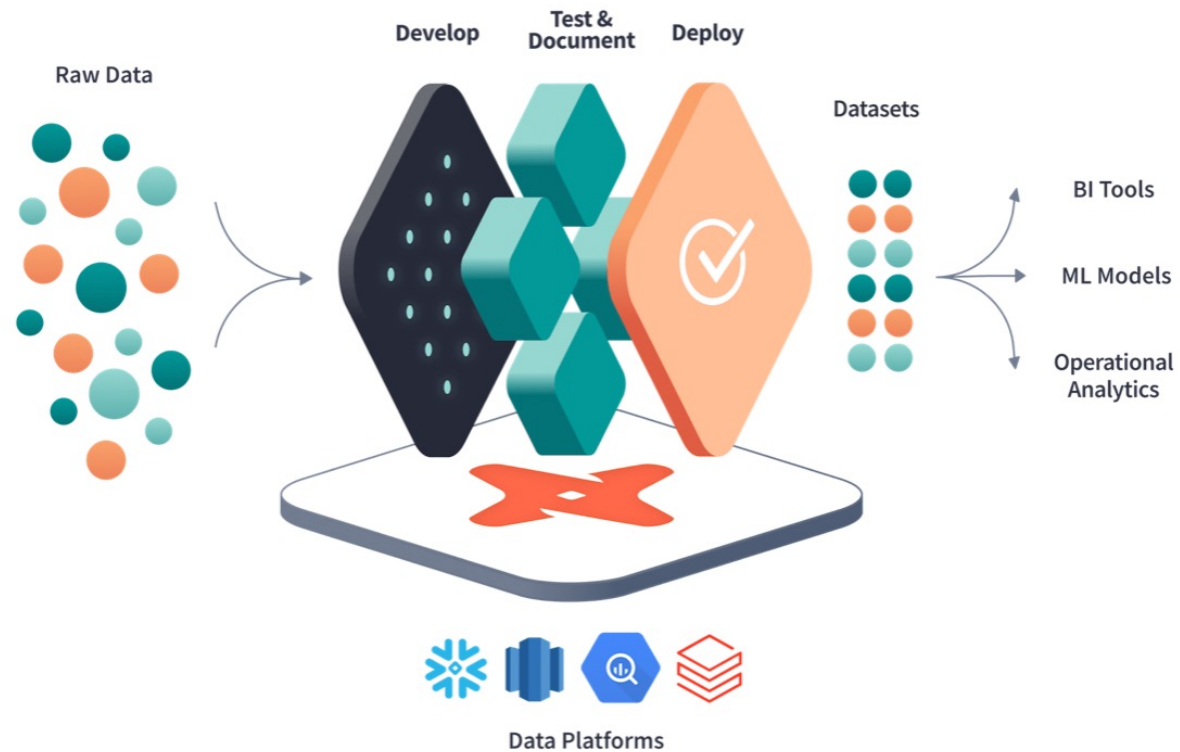 Develop
Test &
Document
Deploy
Raw Data
Datasets
BI Tools
ML Models
Operational
Analytics
Data Platforms